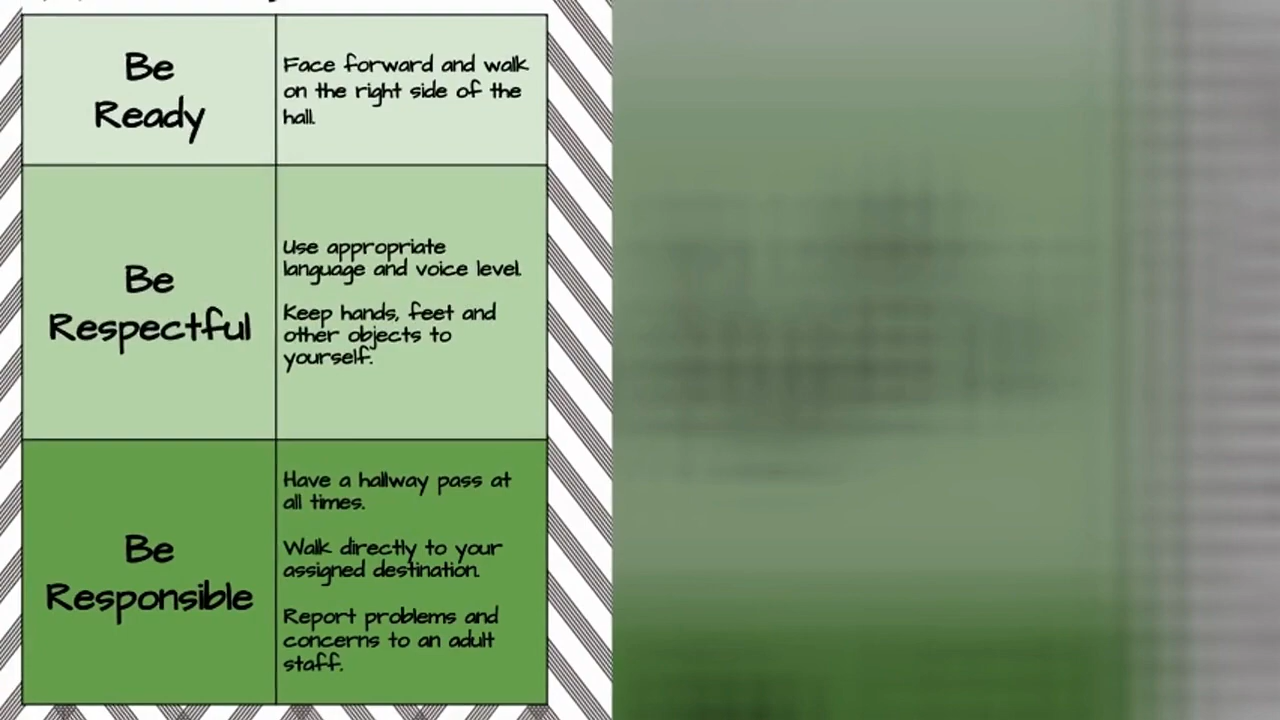 Be
Ready
Face forward and walk
on the right side of the
hall.
Be
Respectful
Use appropriate
language and voice level.
Keep hands, feet and
other objects to
yourself.
Be
Responsible
Have a hallway pass at
all times.
Walk directly to your
assigned destination.
Report problems and
concerns to an adult
staff.